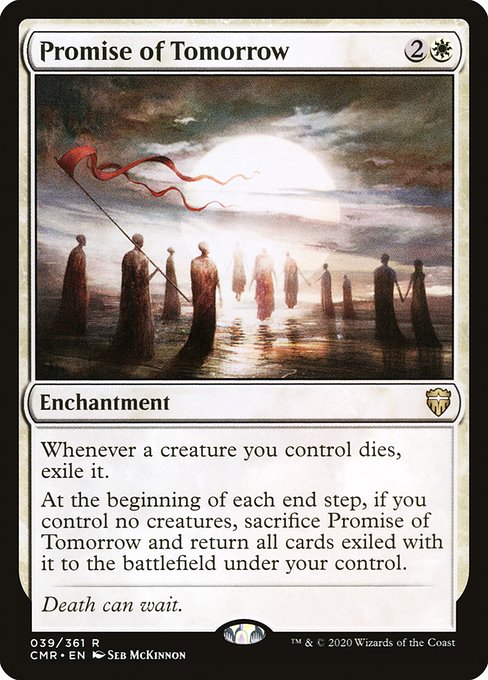 Promise of Tomorrow 2
Enchantment
Whenever a creature you control dies,
exile it.
At the beginning of each end step, if you
control no creatures, sacrifice Promise of
Tomorrow and return all cards exiled with
it to the battlefield under your control.
Death can wait.
039/361 R
CMR • EN Seb McKinnon
™ & © 2020 Wizards of the Coast